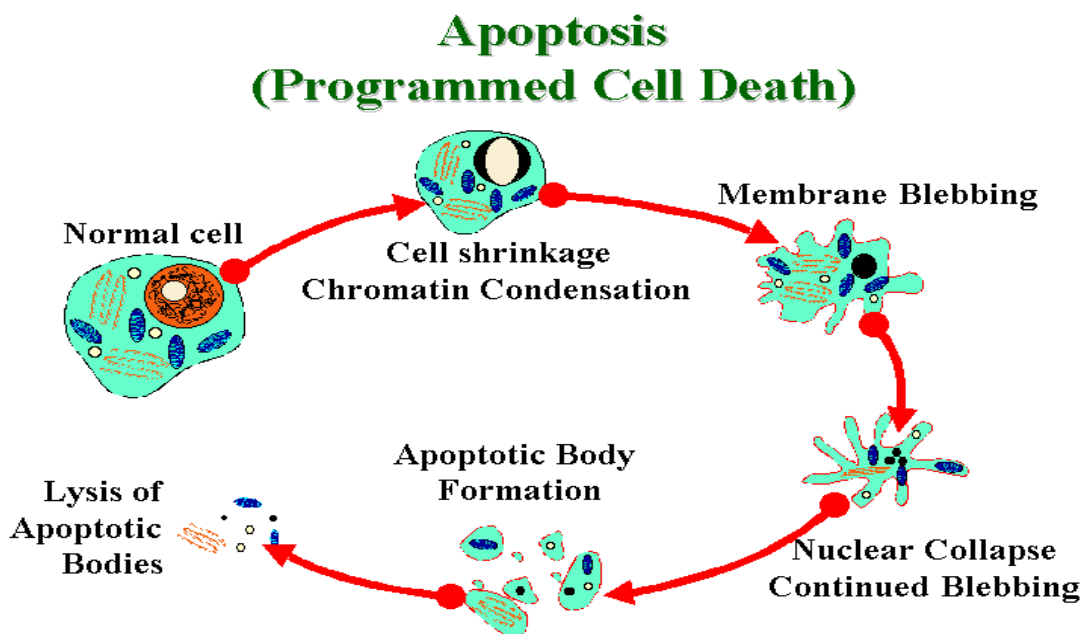 Apoptosis
(Programmed Cell Death)
Normal cell
Cell shrinkage
Chromatin Condensation
Membrane Blebbing
Nuclear Collapse
Continued Blebbing
Apoptotic Body
Formation
Lysis of
Apoptotic
Bodies